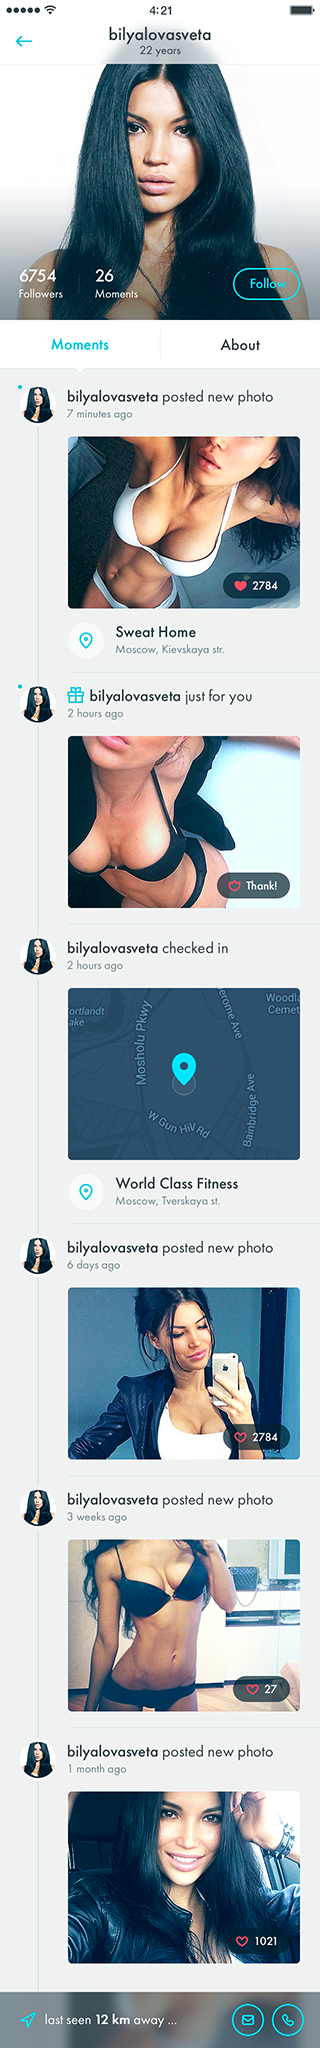 4:21
bilyalovasveta
22 years
6754
Followers
26
Moments
Follow
Moments
About
bilyalovasveta posted new photo
7 minutes ago
2784
Sweat Home
Moscow, Kievskaya str.
bilyalovasveta just for you
2 hours ago
Thank!
bilyalovasveta checked in
2 hours ago
ortlandt
ake
Mosholu Pkwy
erome Ave
Woodla
Cemet
W Gun Hill Rd
Bainbridge Ave
World Class Fitness
Moscow, Tverskaya st.
bilyalovasveta posted new photo
6 days ago
2784
bilyalovasveta posted new photo
3 weeks ago
27
bilyalovasveta posted new photo
1 month ago
1021
last seen 12 km away ...